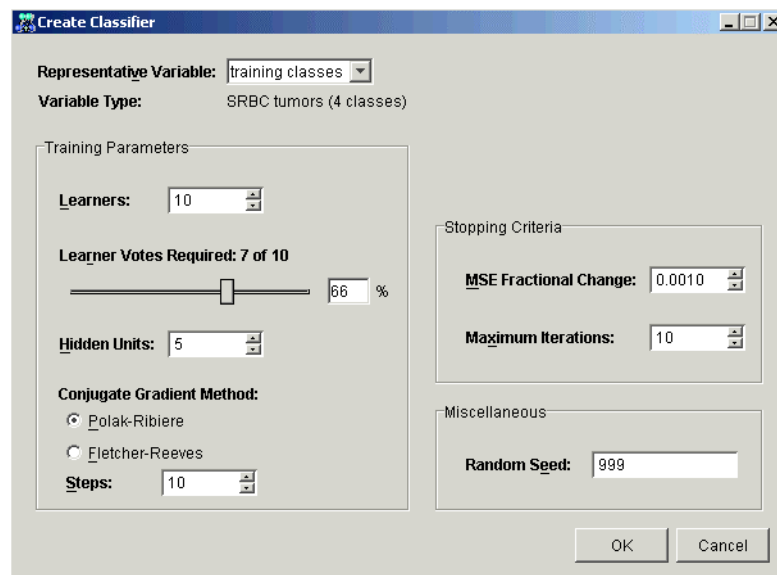 Create Classifier
Representative Variable: training classes
Variable Type: SRBC tumors (4 classes)
Training Parameters
Learners: 10
Learner Votes Required: 7 of 10
66 %
Hidden Units: 5
Conjugate Gradient Method:
Polak-Ribiere
Fletcher-Reeves
Steps: 10
Stopping Criteria
MSE Fractional Change: 0.0010
Maximum Iterations: 10
Miscellaneous
Random Seed: 999
OK Cancel